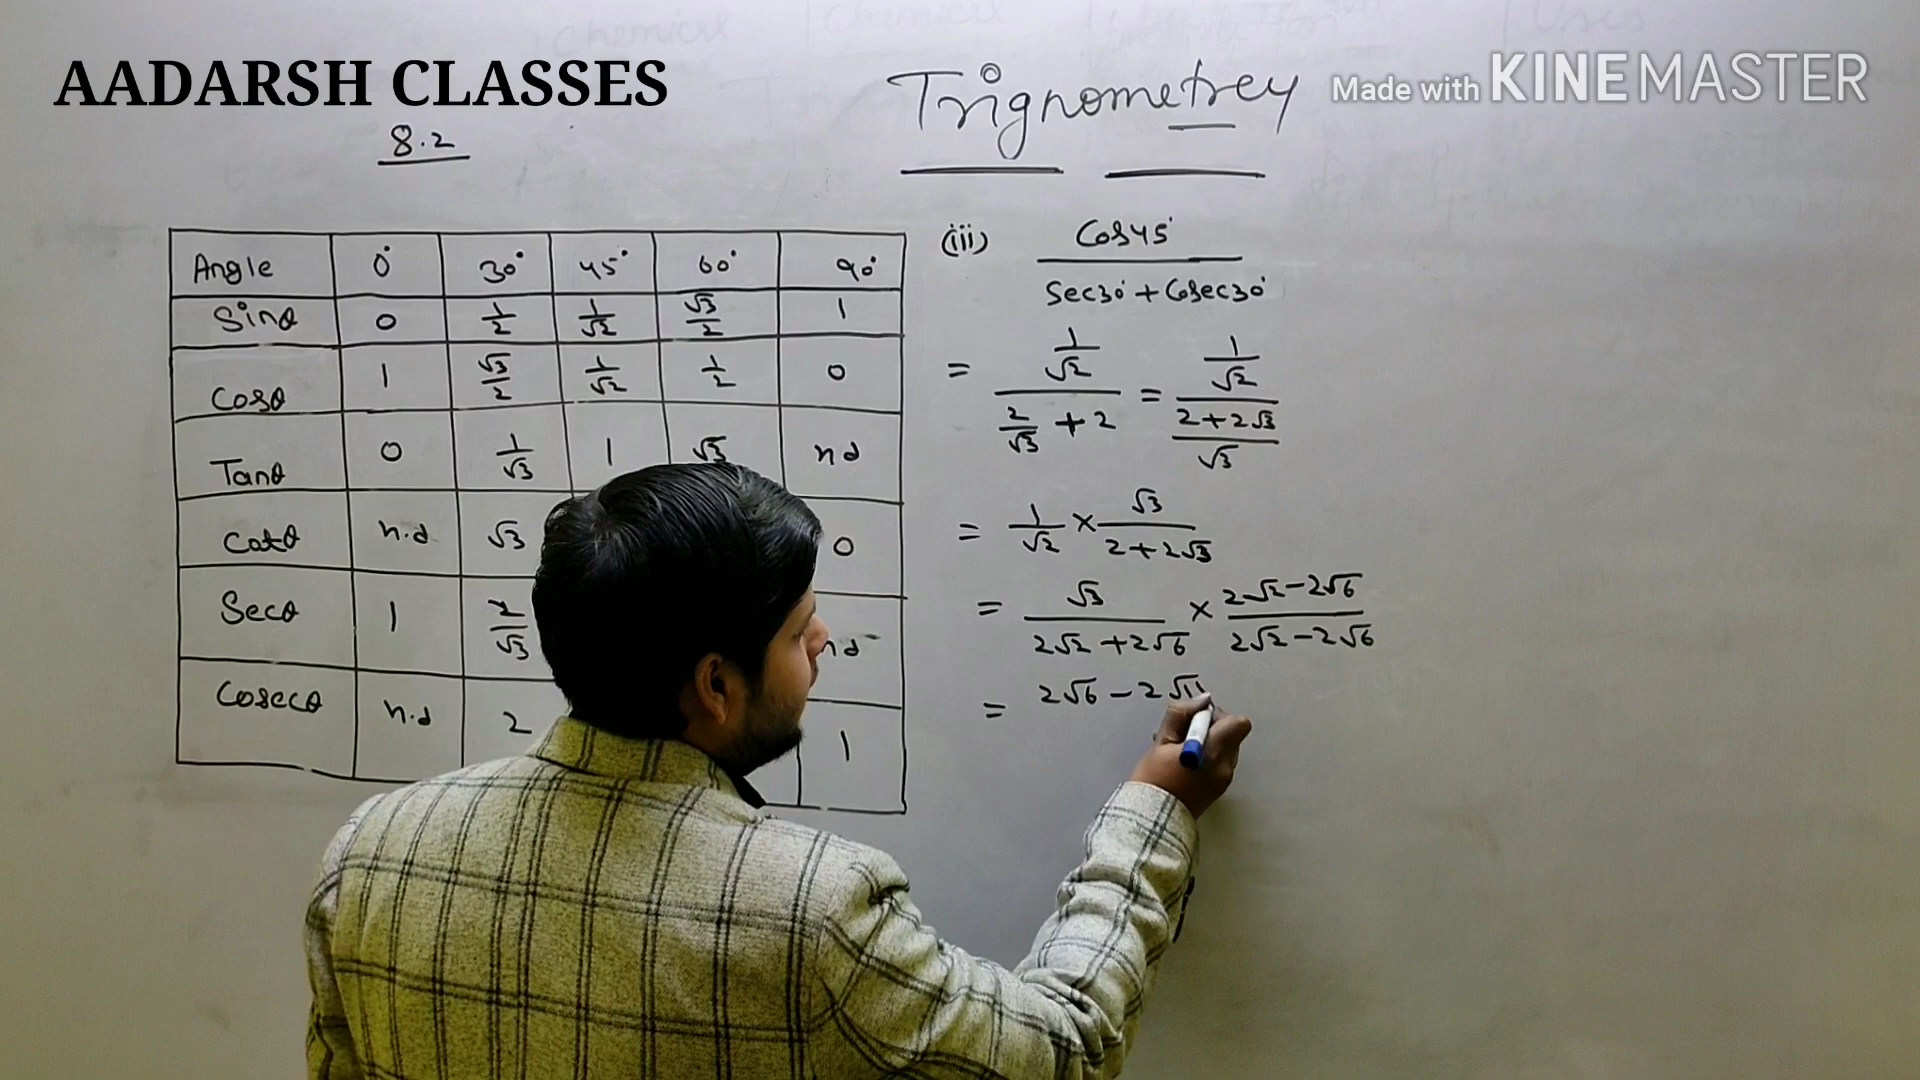 AADARSH CLASSES
Made with KINEMASTER
Trignometrey
8.2
Angle 0° 30° 45° 60° 90°
Sinθ 0 1/2 1/√2 √3/2 1
Cosθ 1 √3/2 1/√2 1/2 0
Tanθ 0 1/√3 1 √3 nd
Cotθ n.d √3 0
Secθ 1 2/√3 nd
Cosecθ n.d 2 1
(iii) Cos45° / Sec30° + Cosec30°
= 1/√2 / 2/√3 + 2 = 1/√2 / 2+2√3/√3
= 1/√2 × √3/2+2√3
= √3/2√2+2√6 × 2√2-2√6/2√2-2√6
= 2√6 - 2√1